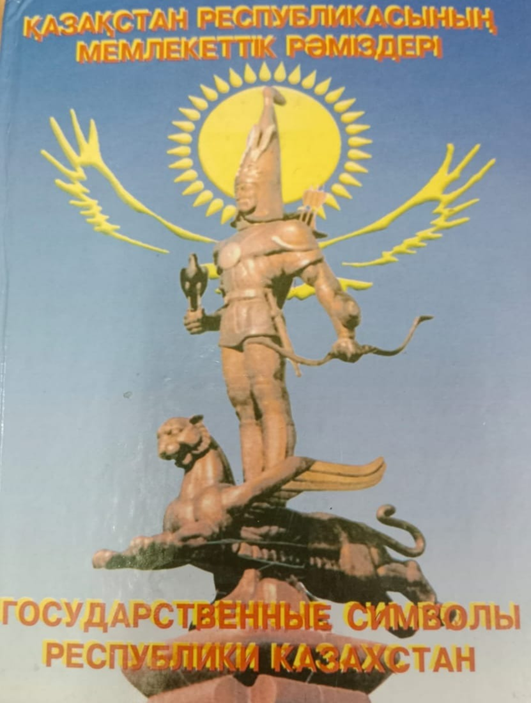 ҚАЗАҚСТАН РЕСПУБЛИКАСЫНЫҢ
МЕМЛЕКЕТТІК РӘМІЗДЕРІ
ГОСУДАРСТВЕННЫЕ СИМВОЛЫ
РЕСПУБЛИКИ КАЗАХСТАН